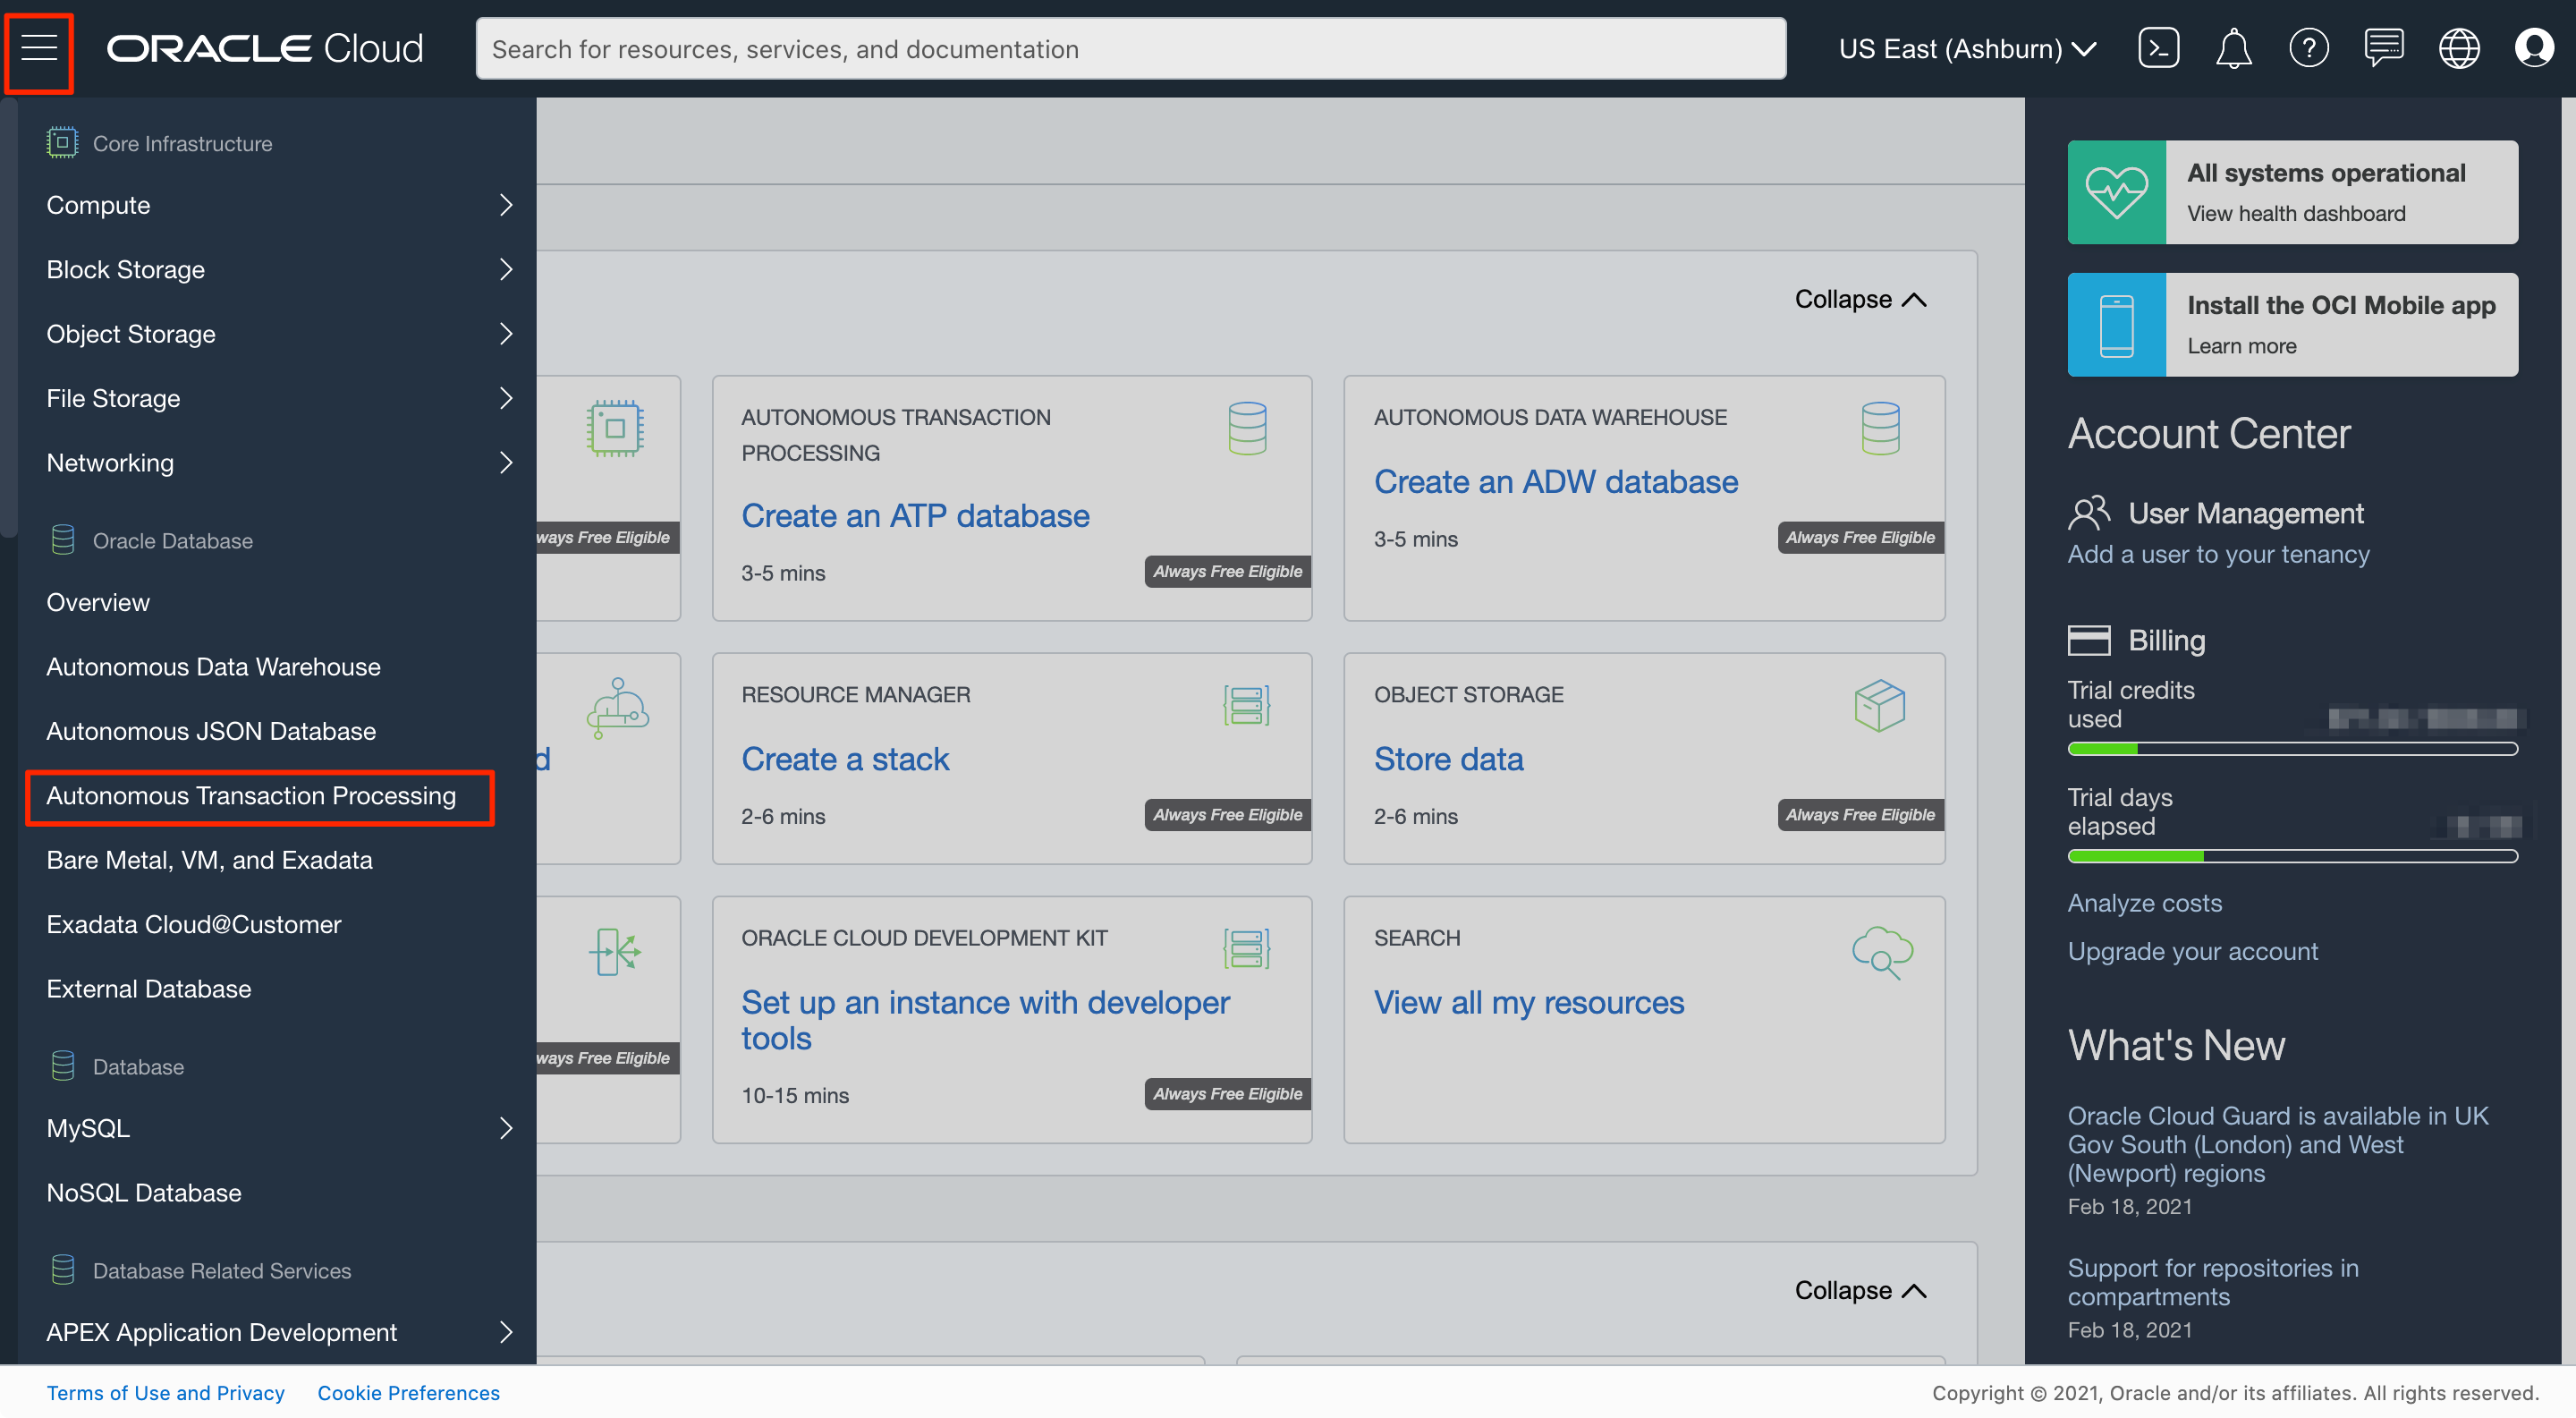 ORACLE Cloud
Search for resources, services, and documentation
US East (Ashburn)
Core Infrastructure
Compute
Block Storage
Object Storage
File Storage
Networking
Oracle Database
Overview
Autonomous Data Warehouse
Autonomous JSON Database
Autonomous Transaction Processing
Bare Metal, VM, and Exadata
Exadata Cloud@Customer
External Database
Database
MySQL
NoSQL Database
Database Related Services
APEX Application Development
Collapse
Free Eligible
AUTONOMOUS TRANSACTION
PROCESSING
Create an ATP database
3-5 mins
Always Free Eligible
AUTONOMOUS DATA WAREHOUSE
Create an ADW database
3-5 mins
Always Free Eligible
RESOURCE MANAGER
Create a stack
2-6 mins
Always Free Eligible
OBJECT STORAGE
Store data
2-6 mins
Always Free Eligible
Free Eligible
ORACLE CLOUD DEVELOPMENT KIT
Set up an instance with developer
tools
10-15 mins
Always Free Eligible
SEARCH
View all my resources
Collapse
All systems operational
View health dashboard
Install the OCI Mobile app
Learn more
Account Center
User Management
Add a user to your tenancy
Billing
Trial credits
used
Trial days
elapsed
Analyze costs
Upgrade your account
What's New
Oracle Cloud Guard is available in UK
Gov South (London) and West
(Newport) regions
Feb 18, 2021
Support for repositories in
compartments
Feb 18, 2021
Terms of Use and Privacy
Cookie Preferences
Copyright © 2021, Oracle and/or its affiliates. All rights reserved.